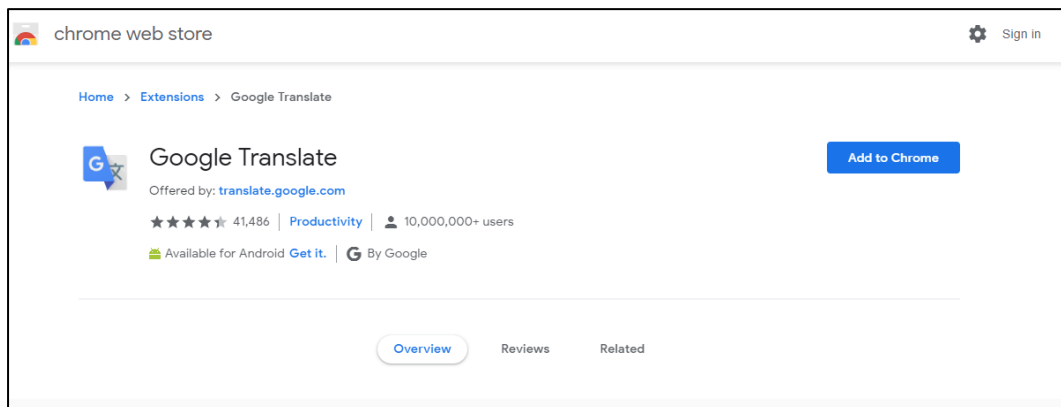 chrome web store
Sign in
Home > Extensions > Google Translate
Google Translate
Add to Chrome
Offered by: translate.google.com
41,486 | Productivity | 10,000,000+ users
Available for Android Get it. | G By Google
Overview Reviews Related